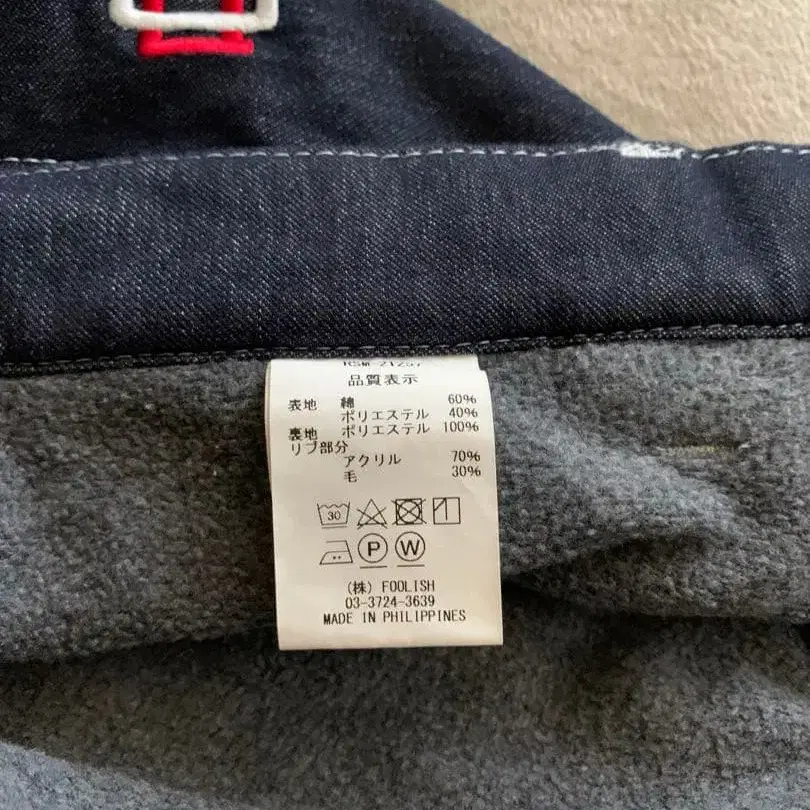 品質表示
表地 綿 60%
ポリエステル 40%
裏地 ポリエステル 100%
リブ部分
アクリル 70%
毛 30%
30
P W
(株) FOOLISH
03-3724-3639
MADE IN PHILIPPINES